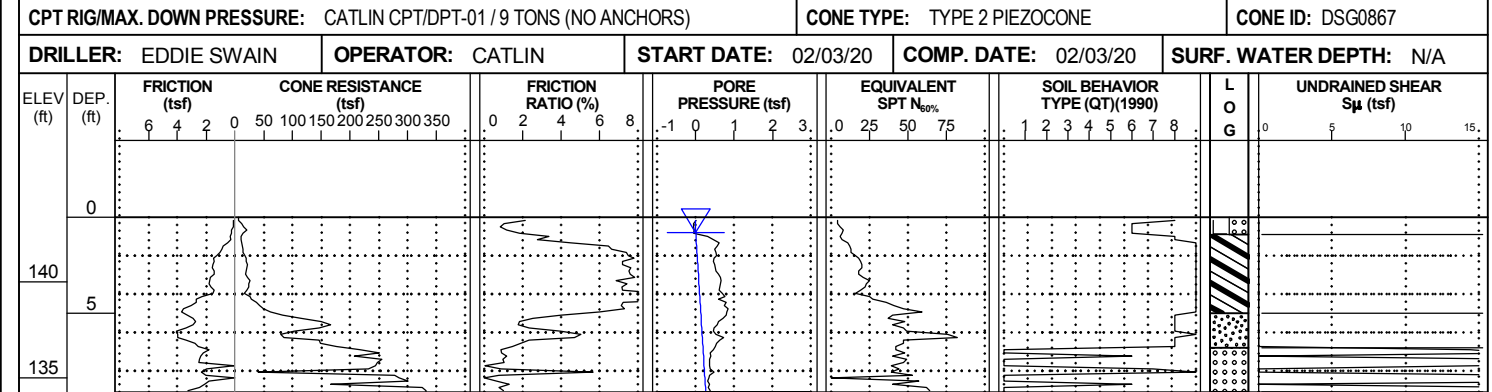 CPT RIG/MAX. DOWN PRESSURE: CATLIN CPT/DPT-01 / 9 TONS (NO ANCHORS) CONE TYPE: TYPE 2 PIEZOCONE CONE ID: DSG0867
DRILLER: EDDIE SWAIN OPERATOR: CATLIN START DATE: 02/03/20 COMP. DATE: 02/03/20 SURF. WATER DEPTH: N/A
ELEV (ft)
DEP. (ft)
FRICTION (tsf)
6 4 2 0
CONE RESISTANCE (tsf)
50 100 150 200 250 300 350
FRICTION RATIO (%)
0 2 4 6 8
PORE PRESSURE (tsf)
-1 0 1 2 3
EQUIVALENT SPT N60%
0 25 50 75
SOIL BEHAVIOR TYPE (QT)(1990)
1 2 3 4 5 6 7 8
LOG
UNDRAINED SHEAR Sµ (tsf)
0 5 10 15
0
140
5
135